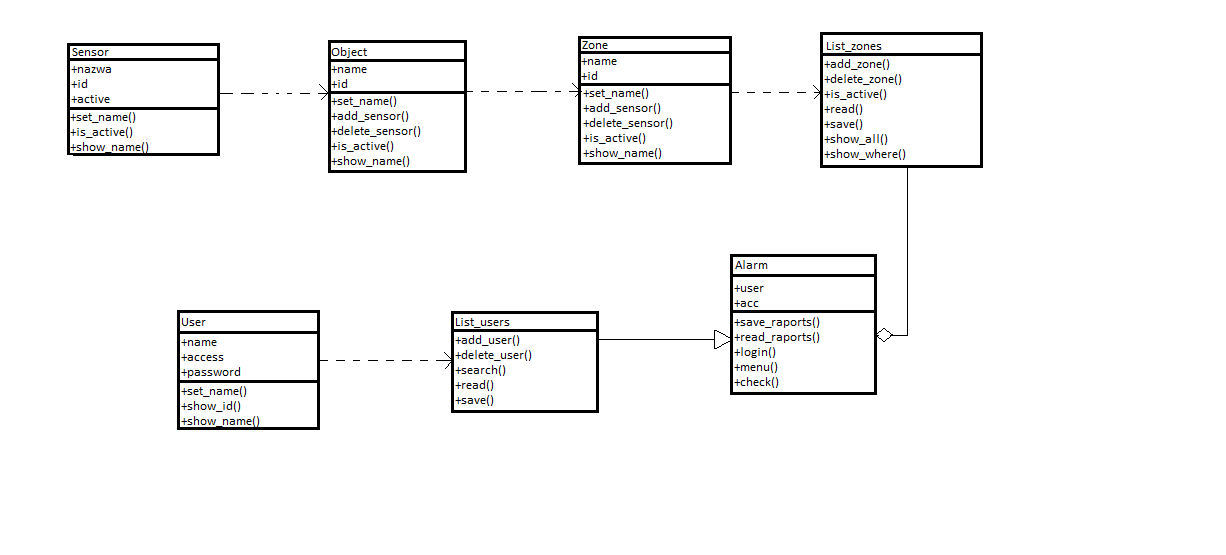 Sensor
+nazwa
+id
+active
+set_name()
+is_active()
+show_name()
Object
+name
+id
+set_name()
+add_sensor()
+delete_sensor()
+is_active()
+show_name()
Zone
+name
+id
+set_name()
+add_sensor()
+delete_sensor()
+is_active()
+show_name()
List_zones
+add_zone()
+delete_zone()
+is_active()
+read()
+save()
+show_all()
+show_where()
User
+name
+access
+password
+set_name()
+show_id()
+show_name()
List_users
+add_user()
+delete_user()
+search()
+read()
+save()
Alarm
+user
+acc
+save_raports()
+read_raports()
+login()
+menu()
+check()